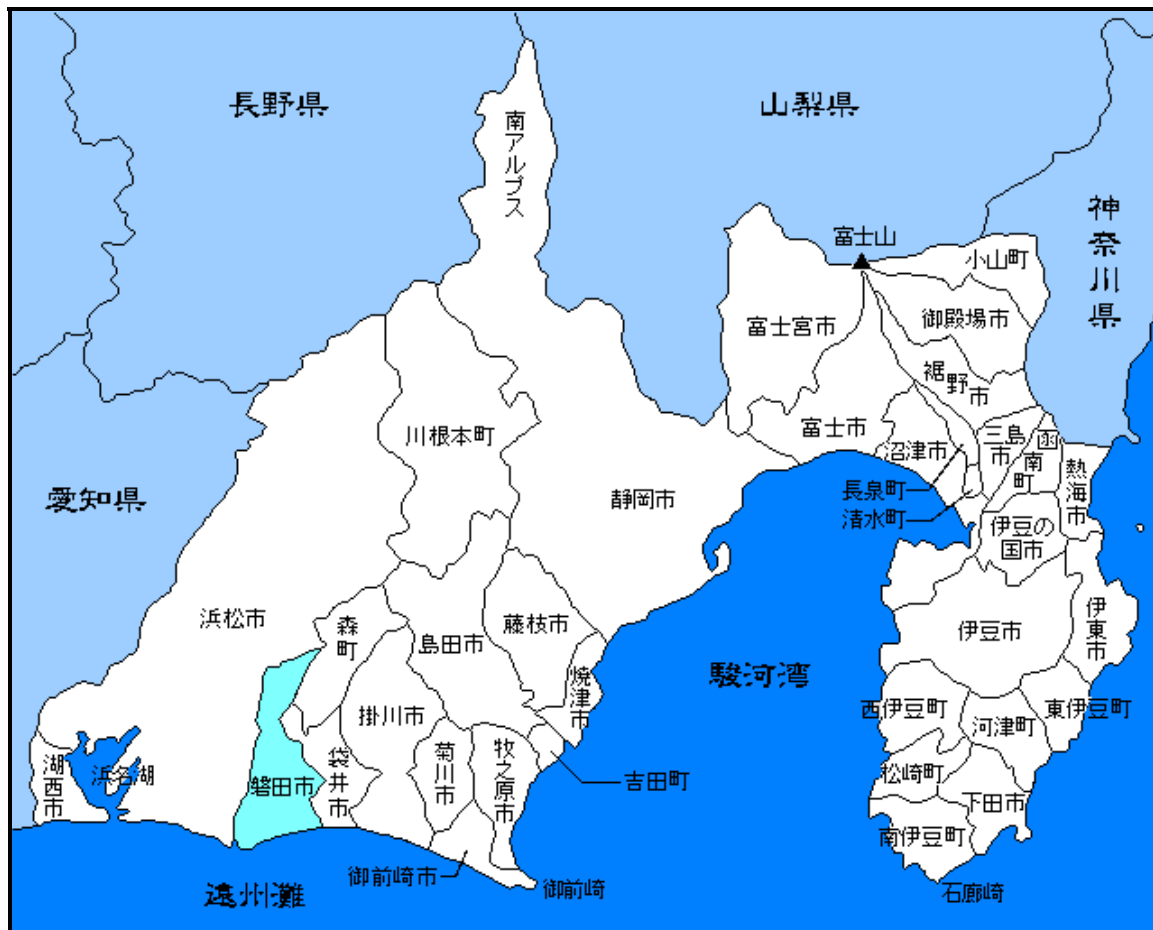 長野県
山梨県
神奈川県
愛知県
南アルプス
富士山
小山町
御殿場市
富士宮市
裾野市
富士市
沼津市
三島市
函南町
熱海市
長泉町
清水町
伊豆の国市
川根本町
静岡市
浜松市
森町
島田市
藤枝市
焼津市
伊豆市
伊東市
駿河湾
掛川市
西伊豆町
河津町
東伊豆町
湖西市
浜名湖
磐田市
袋井市
菊川市
牧之原市
吉田町
松崎町
下田市
南伊豆町
御前崎市
御前崎
石廊崎
遠州灘